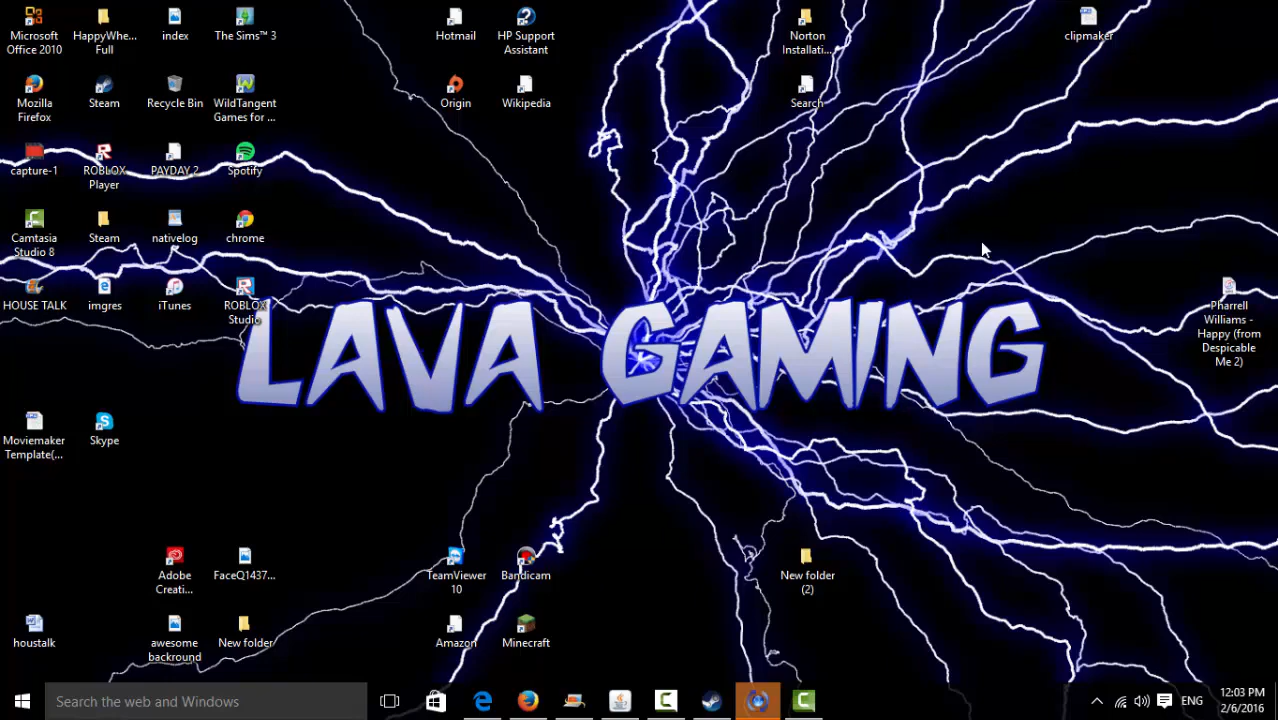 Microsoft
Office 2010
HappyWhe...
Full
index
The Sims™ 3
Hotmail
HP Support
Assistant
Norton
Installati...
clipmaker
Mozilla
Firefox
Steam
Recycle Bin
WildTangent
Games for ...
Origin
Wikipedia
Search
capture-1
ROBLOX
Player
PAYDAY 2
Spotify
Camtasia
Studio 8
Steam
nativelog
chrome
HOUSE TALK
imgres
iTunes
ROBLOX
Studio
Pharrell
Williams -
Happy (from
Despicable
Me 2)
LAVA GAMING
Moviemaker
Template(...
Skype
Adobe
Creati...
FaceQ1437...
TeamViewer
10
Bandicam
New folder
(2)
houstalk
awesome
backround
New folder
Amazon
Minecraft
Search the web and Windows
ENG
12:03 PM
2/6/2016